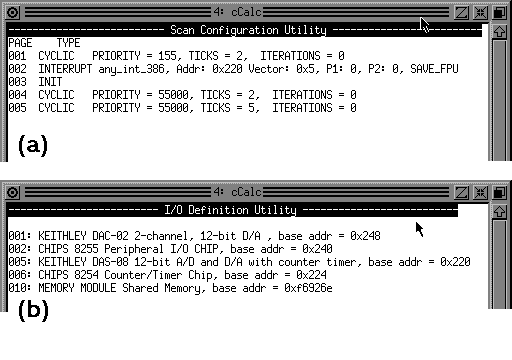 4: cCalc
Scan Configuration Utility
PAGE TYPE
001 CYCLIC PRIORITY = 155, TICKS = 2, ITERATIONS = 0
002 INTERRUPT any_int_386, Addr: 0x220 Vector: 0x5, P1: 0, P2: 0, SAVE_FPU
003 INIT
004 CYCLIC PRIORITY = 55000, TICKS = 2, ITERATIONS = 0
005 CYCLIC PRIORITY = 55000, TICKS = 5, ITERATIONS = 0
(a)
4: cCalc
I/O Definition Utility
001: KEITHLEY DAC-02 2-channel, 12-bit D/A , base addr = 0x248
002: CHIPS 8255 Peripheral I/O CHIP, base addr = 0x240
005: KEITHLEY DAS-08 12-bit A/D and D/A with counter timer, base addr = 0x220
006: CHIPS 8254 Counter/Timer Chip, base addr = 0x224
010: MEMORY MODULE Shared Memory, base addr = 0xf6926e
(b)